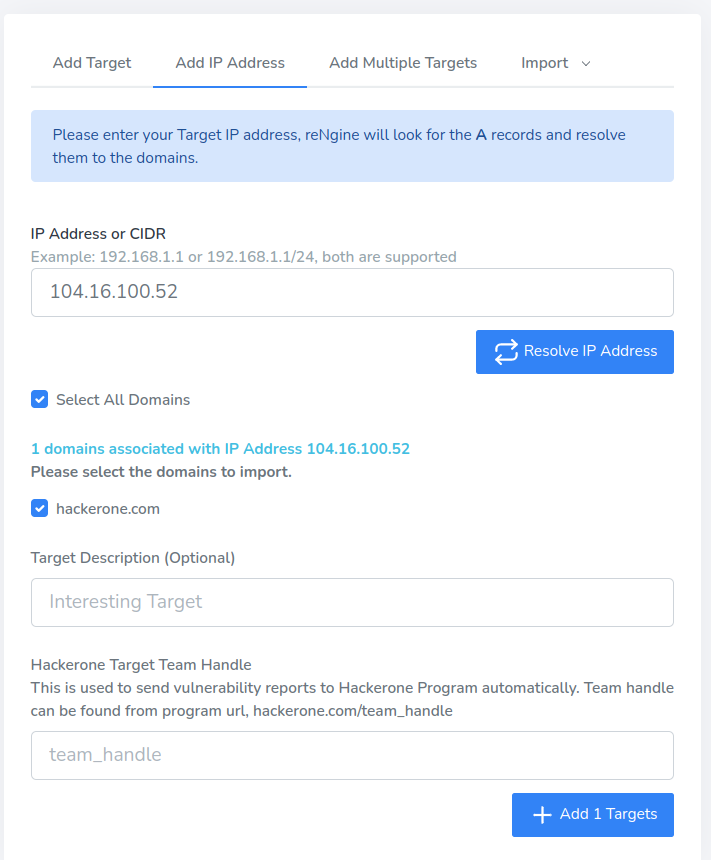 Add Target Add IP Address Add Multiple Targets Import
Please enter your Target IP address, reNgine will look for the A records and resolve
them to the domains.
IP Address or CIDR
Example: 192.168.1.1 or 192.168.1.1/24, both are supported
104.16.100.52
Resolve IP Address
Select All Domains
1 domains associated with IP Address 104.16.100.52
Please select the domains to import.
hackerone.com
Target Description (Optional)
Interesting Target
Hackerone Target Team Handle
This is used to send vulnerability reports to Hackerone Program automatically. Team handle
can be found from program url, hackerone.com/team_handle
team_handle
Add 1 Targets